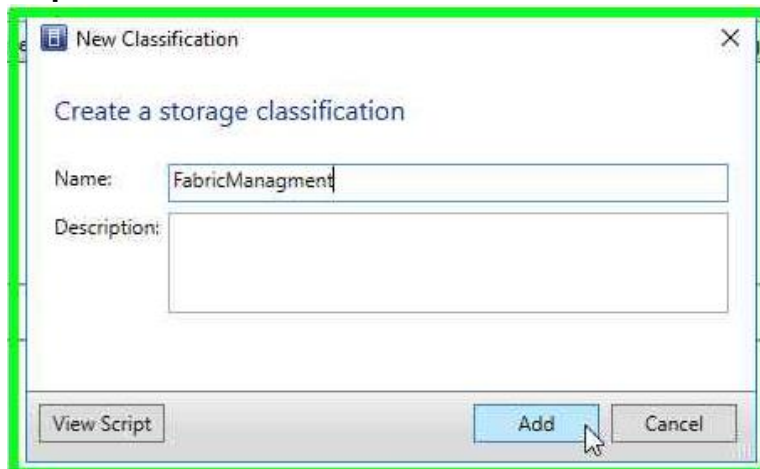 New Classification
Create a storage classification
Name: FabricManagment
Description:
View Script Add Cancel